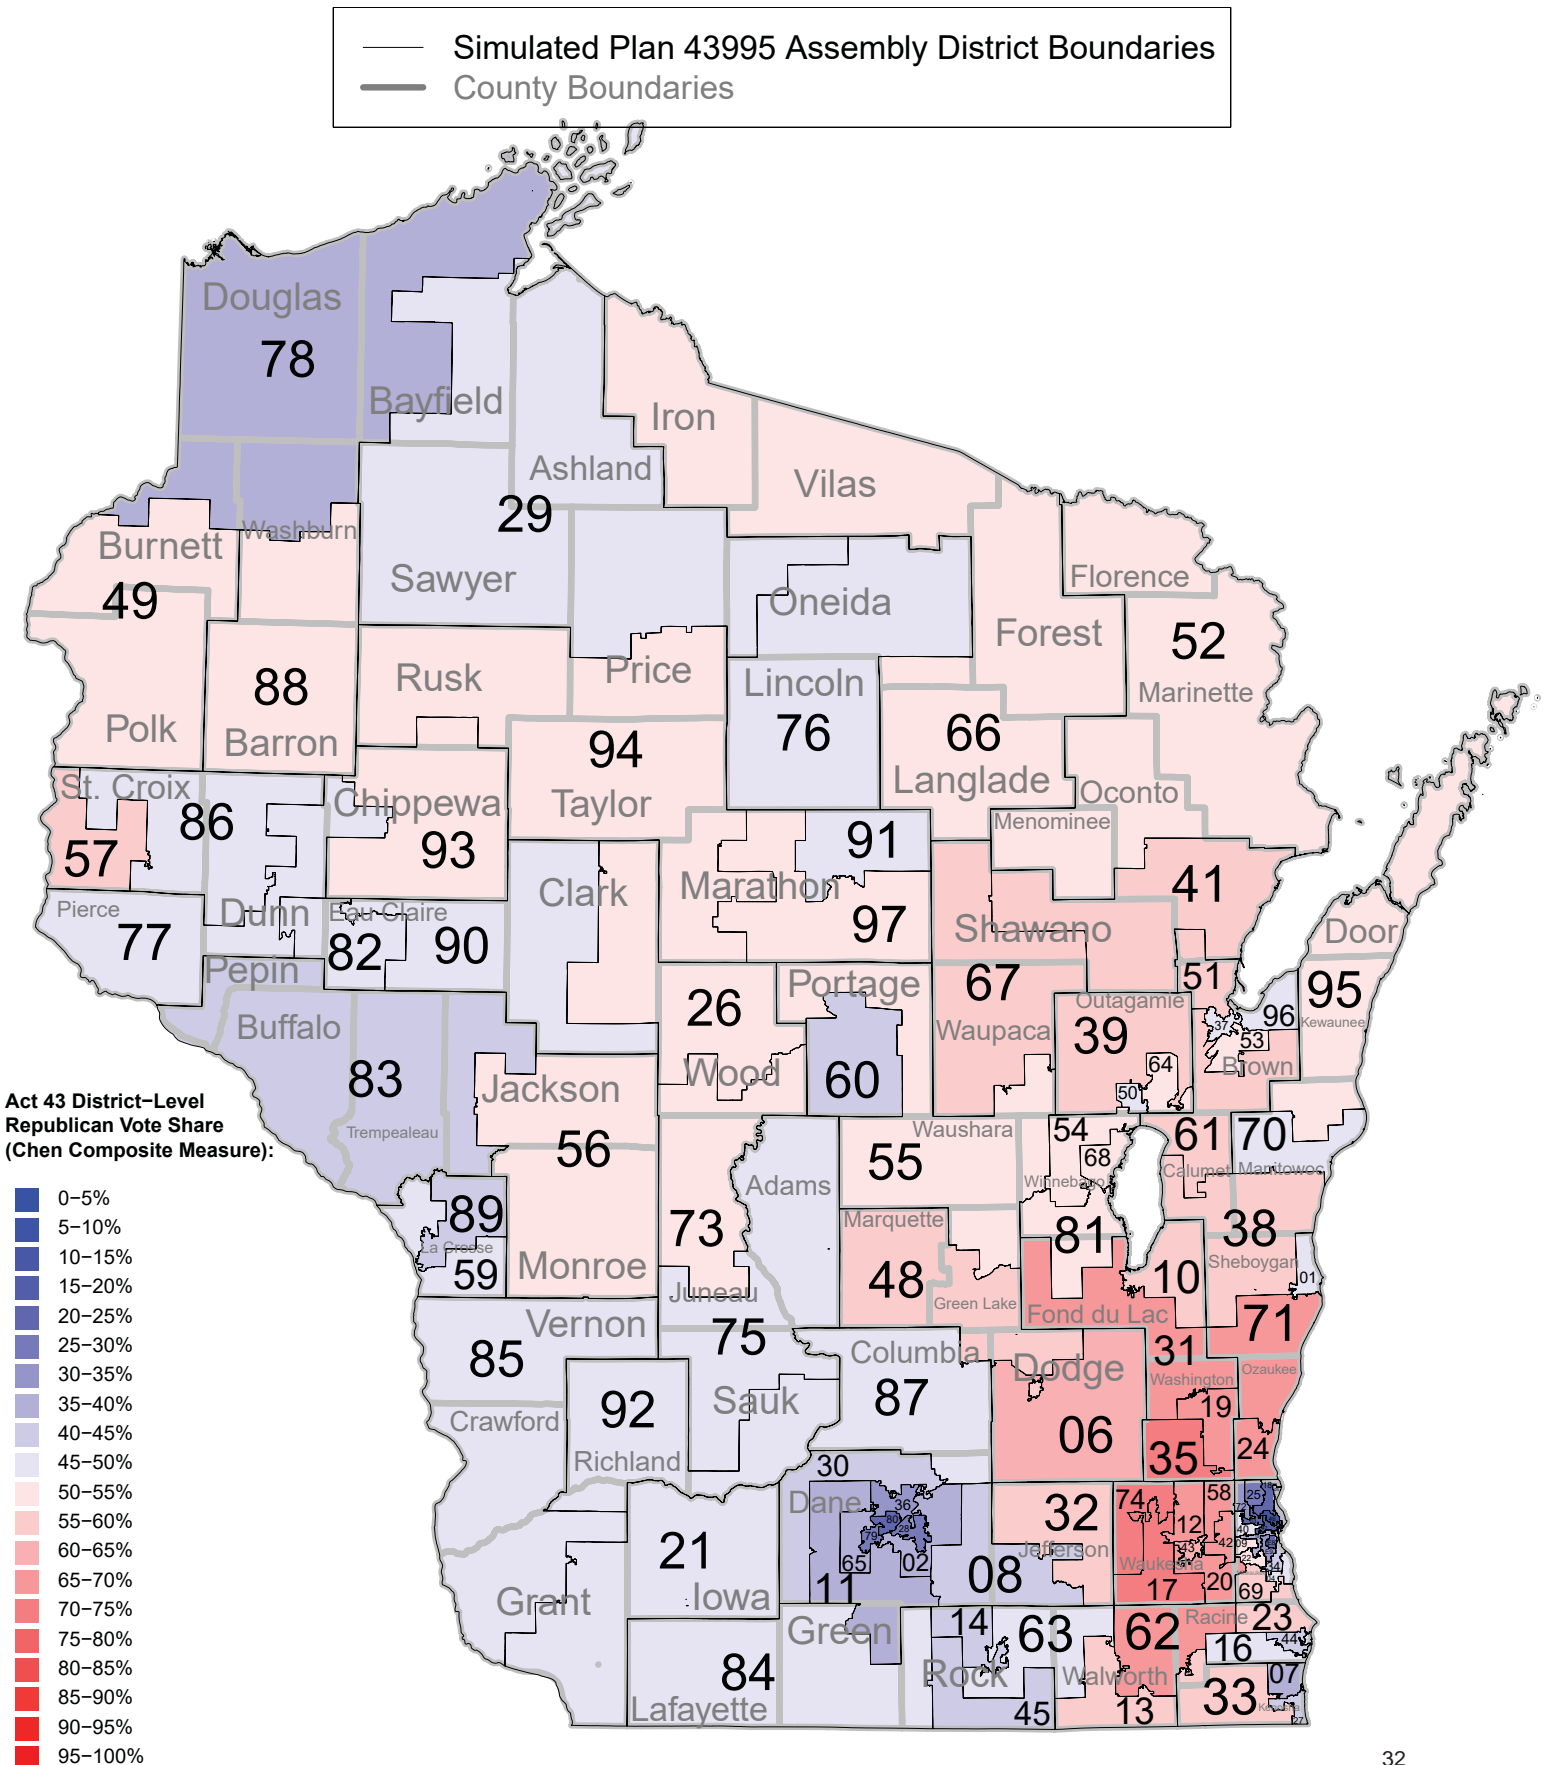 Simulated Plan 43995 Assembly District Boundaries
County Boundaries
Douglas
78
Bayfield
Iron
Ashland
Vilas
29
Washburn
Burnett
Sawyer
Florence
49
Oneida
Forest
52
Rusk
Price
Lincoln
88
Marinette
Polk
Barron
94
76
66
St. Croix
Langlade
Chippewa
Taylor
Oconto
86
Menominee
57
93
91
41
Clark
Marathon
Pierce
Dunn
Eau Claire
97
Shawano
Door
77
82
90
Pepin
Portage
67
51
95
26
Outagamie
Buffalo
Waupaca
39
37
96
Kewaunee
53
83
Wood
60
64
Brown
Jackson
50
Act 43 District−Level
Republican Vote Share
(Chen Composite Measure):
Trempealeau
56
Waushara
54
61
70
55
68
Calumet
Manitowoc
Adams
Winnebago
89
73
Marquette
81
38
La Crosse
59
Monroe
48
Sheboygan
10
01
Juneau
Green Lake
Fond du Lac
Vernon
75
71
85
Columbia
31
Dodge
Washington
Ozaukee
92
Sauk
87
19
Crawford
06
35
24
Richland
30
Dane
36
32
74
58
25
80
79
28
12
21
Jefferson
42
43
65
02
08
Waukesha
11
17
20
69
Grant
Iowa
14
63
62
Racine
23
Green
16
44
Rock
Walworth
07
84
33
Lafayette
45
13
27
0−5%
5−10%
10−15%
15−20%
20−25%
25−30%
30−35%
35−40%
40−45%
45−50%
50−55%
55−60%
60−65%
65−70%
70−75%
75−80%
80−85%
85−90%
90−95%
95−100%
32